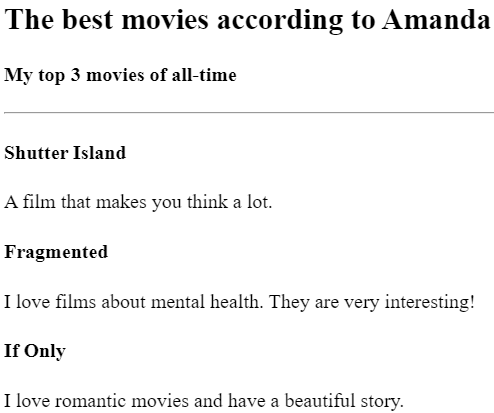 The best movies according to Amanda
My top 3 movies of all-time
Shutter Island
A film that makes you think a lot.
Fragmented
I love films about mental health. They are very interesting!
If Only
I love romantic movies and have a beautiful story.